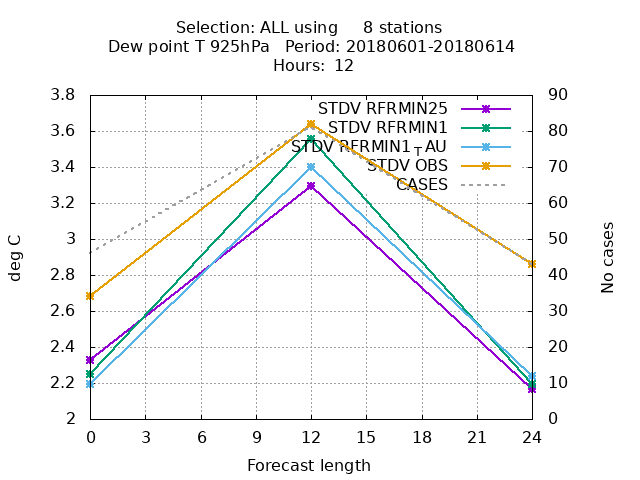 Selection: ALL using 8 stations
Dew point T 925hPa Period: 20180601-20180614
Hours: 12
3.8
3.6
3.4
3.2
3
2.8
2.6
2.4
2.2
2
deg C
STDV RFRMIN25
STDV RFRMIN1
STDV RFRMIN1TAU
STDV OBS
CASES
90
80
70
60
50
40
30
20
10
0
No cases
0 3 6 9 12 15 18 21 24
Forecast length